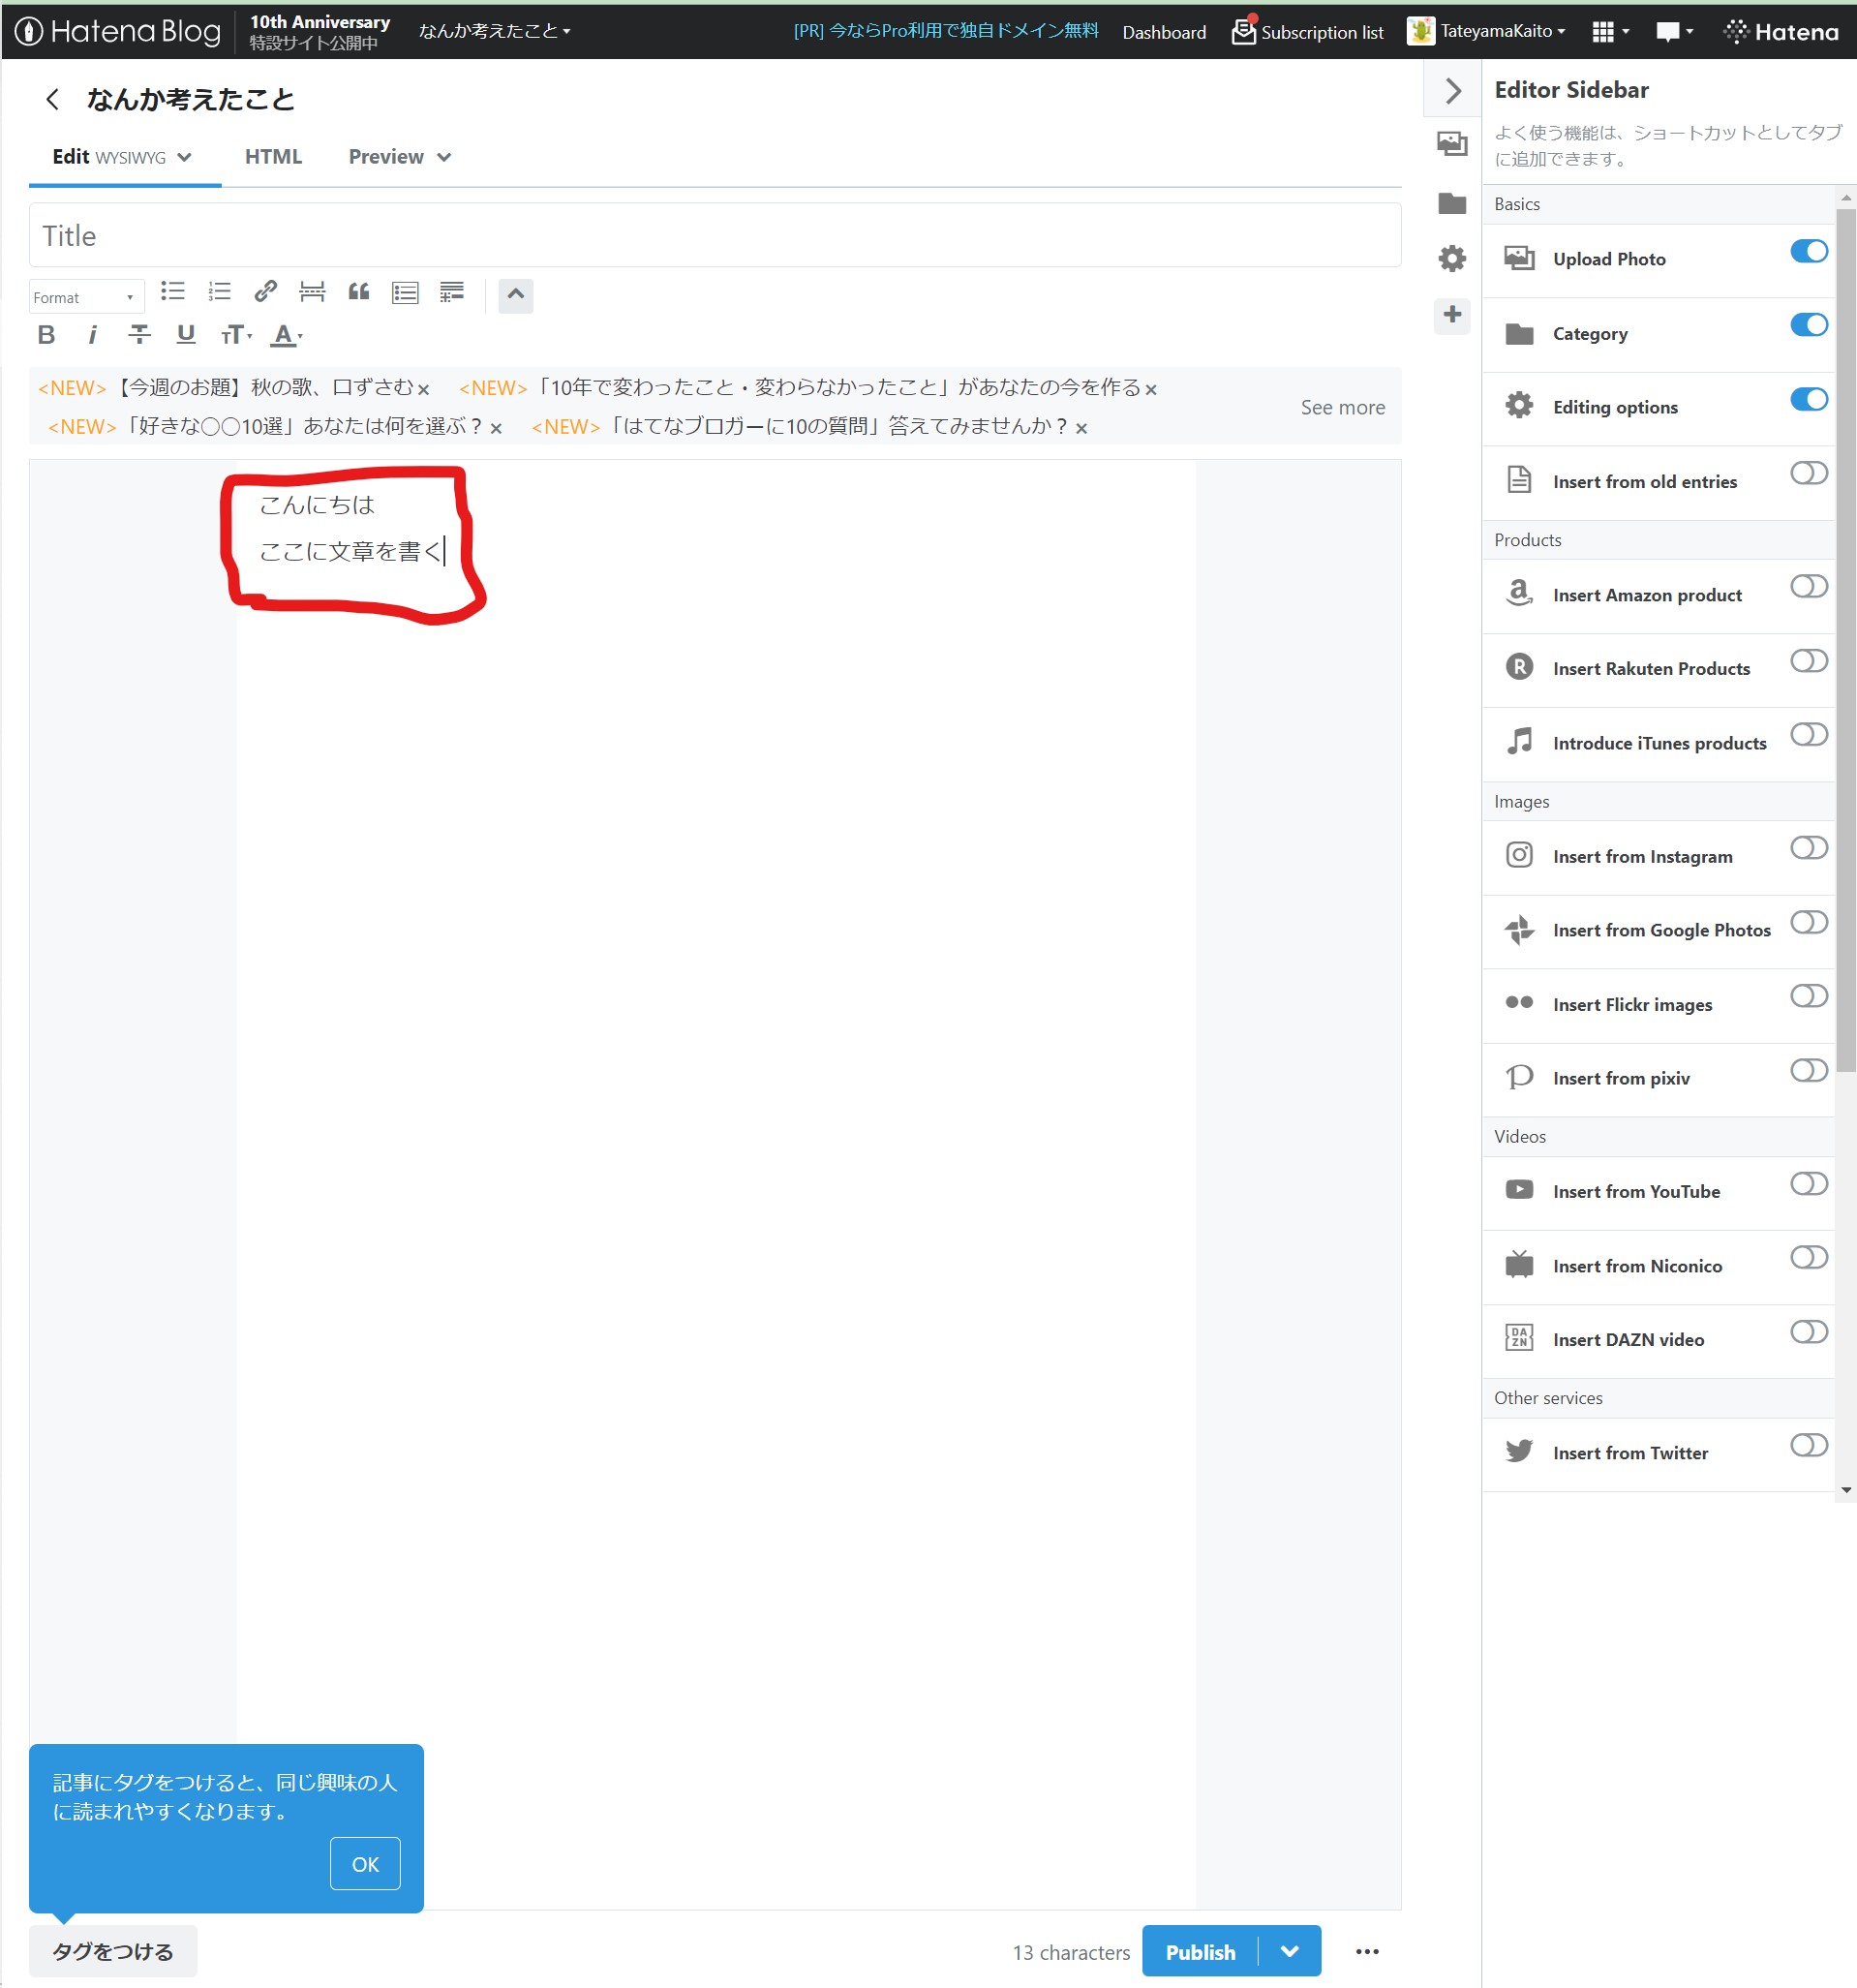 Hatena Blog
10th Anniversary
特設サイト公開中
なんか考えたこと
[PR] 今ならPro利用で独自ドメイン無料
Dashboard
Subscription list
TateyamaKaito
Hatena
なんか考えたこと
Edit WYSIWYG
HTML
Preview
Title
Format
B i T U TT A
<NEW>【今週のお題】秋の歌、口ずさむ×
<NEW>「10年で変わったこと・変わらなかったこと」があなたの今を作る×
<NEW>「好きな○○10選」あなたは何を選ぶ？×
<NEW>「はてなブロガーに10の質問」答えてみませんか？×
See more
こんにちは
ここに文章を書く
記事にタグをつけると、同じ興味の人
に読まれやすくなります。
OK
タグをつける
13 characters
Publish
Editor Sidebar
よく使う機能は、ショートカットとしてタブ
に追加できます。
Basics
Upload Photo
Category
Editing options
Insert from old entries
Products
Insert Amazon product
Insert Rakuten Products
Introduce iTunes products
Images
Insert from Instagram
Insert from Google Photos
Insert Flickr images
Insert from pixiv
Videos
Insert from YouTube
Insert from Niconico
DA
ZN
Insert DAZN video
Other services
Insert from Twitter